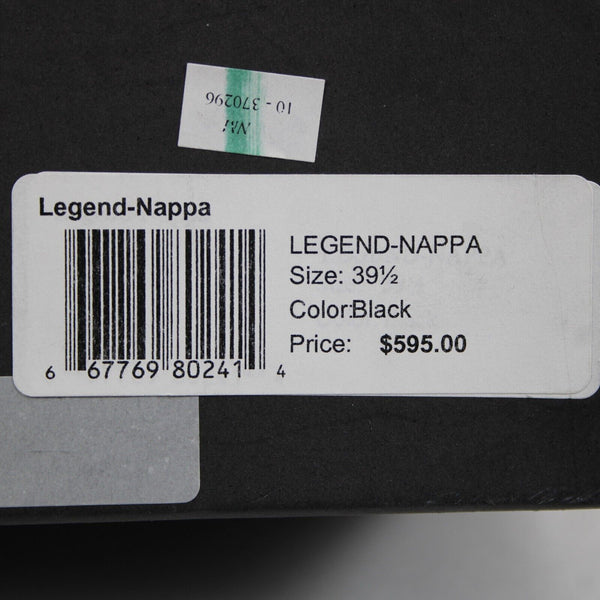 10 - 370296
Legend-Nappa
LEGEND-NAPPA
Size: 39½
Color:Black
Price: $595.00
6 67769 80241 4